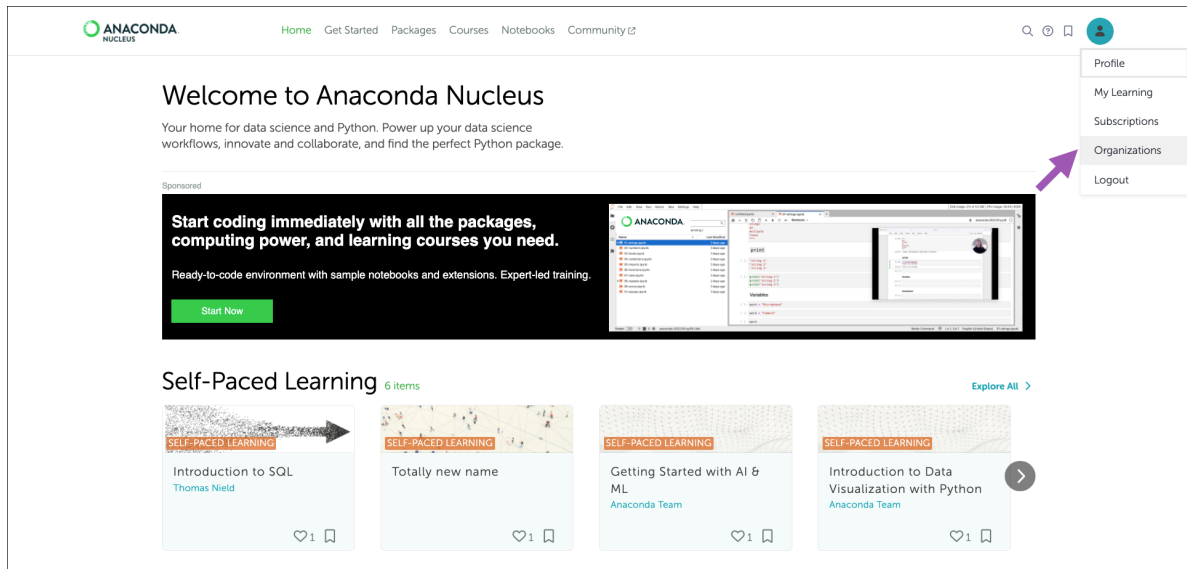 ANACONDA.
NUCLEUS
Home Get Started Packages Courses Notebooks Community
Profile
My Learning
Subscriptions
Organizations
Logout
Welcome to Anaconda Nucleus
Your home for data science and Python. Power up your data science
workflows, innovate and collaborate, and find the perfect Python package.
Sponsored
Start coding immediately with all the packages,
computing power, and learning courses you need.
Ready-to-code environment with sample notebooks and extensions. Expert-led training.
Start Now
ANACONDA.
print
Variables
Self-Paced Learning 6 items
Explore All
SELF-PACED LEARNING
Introduction to SQL
Thomas Nield
1
SELF-PACED LEARNING
Totally new name
1
SELF-PACED LEARNING
Getting Started with AI &
ML
Anaconda Team
1
SELF-PACED LEARNING
Introduction to Data
Visualization with Python
Anaconda Team
1